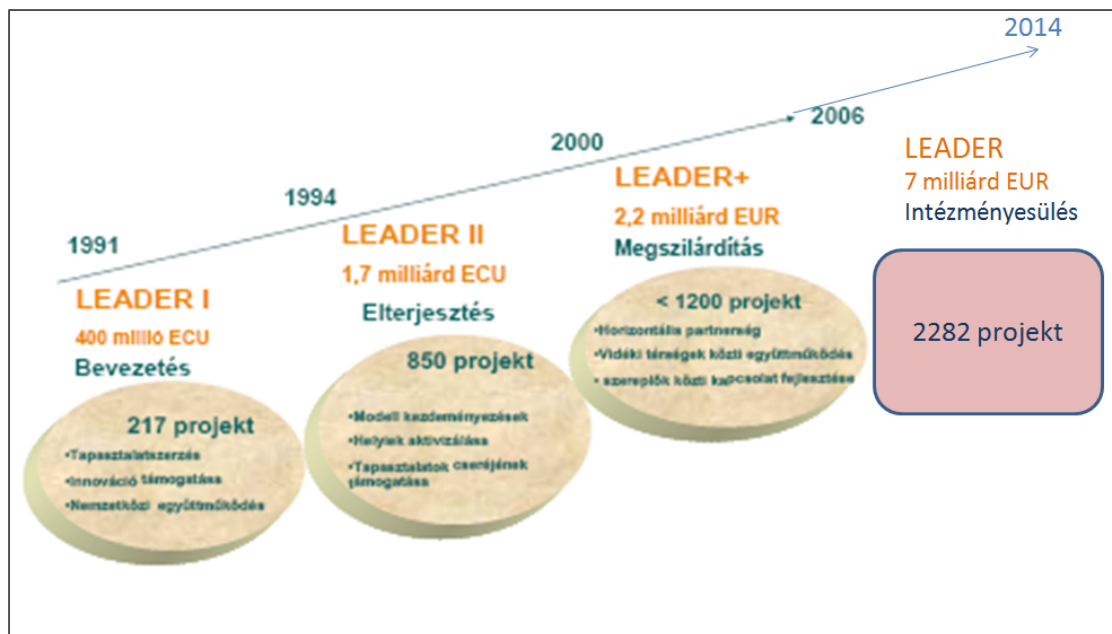 2014
2006
2000
1994
1991
LEADER I
400 millió ECU
Bevezetés
217 projekt
•Tapasztalatszerzés
•Innováció támogatása
•Nemzetközi együttműködés
LEADER II
1,7 milliárd ECU
Elterjesztés
850 projekt
•Modell kezdeményezések
•Helyiek aktivizálása
•Tapasztalatok cseréjének
támogatása
LEADER+
2,2 milliárd EUR
Megszilárdítás
< 1200 projekt
•Horizontális partnerség
•Vidéki térségek közti együttműködés
• szereplők közti kapcsolat fejlesztése
LEADER
7 milliárd EUR
Intézményesülés
2282 projekt